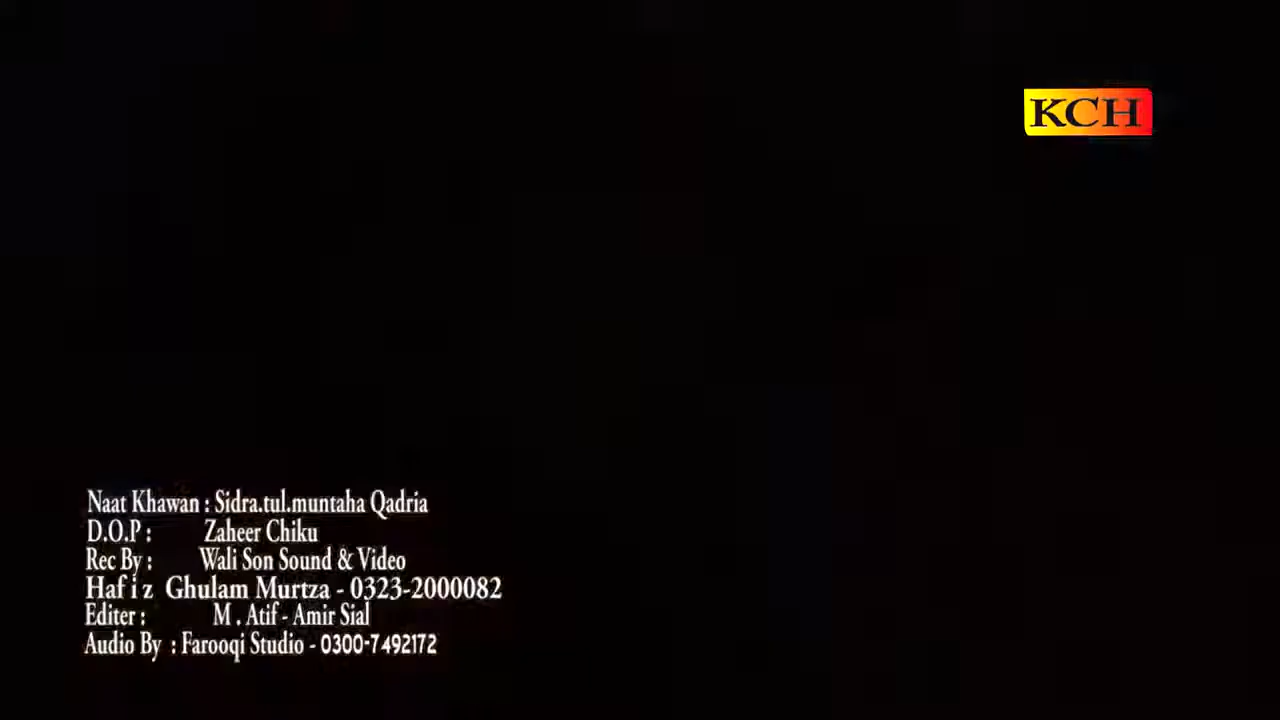 KCH
Naat Khawan : Sidra.tul.muntaha Qadria
D.O.P : Zaheer Chiku
Rec By : Wali Son Sound & Video
Hafiz Ghulam Murtza - 0323-2000082
Editer : M . Atif - Amir Sial
Audio By : Farooqi Studio - 0300-7492172